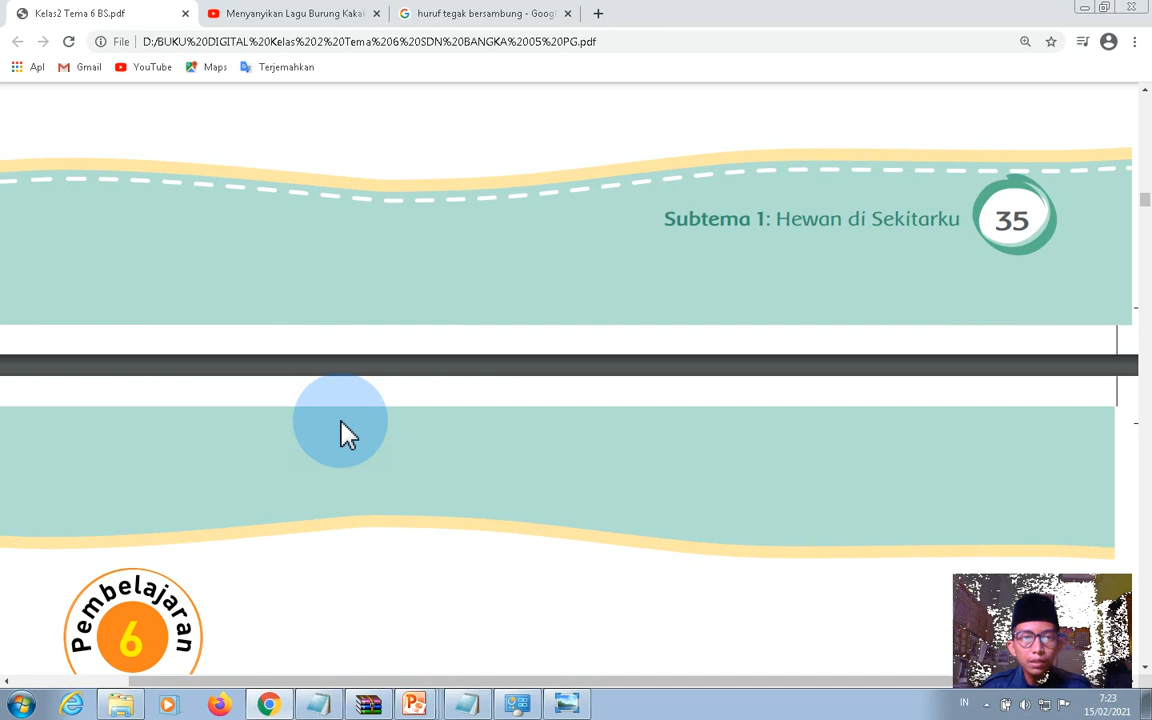 Kelas2 Tema 6 BS.pdf
Menyanyikan Lagu Burung Kakak
huruf tegak bersambung - Googl
File
D:/BUKU%20DIGITAL%20Kelas%202%20Tema%206%20SDN%20BANGKA%2005%20PG.pdf
Apl
Gmail
YouTube
Maps
Terjemahkan
Subtema 1: Hewan di Sekitarku
35
Pembelajaran
6
IN
7:23
15/02/2021